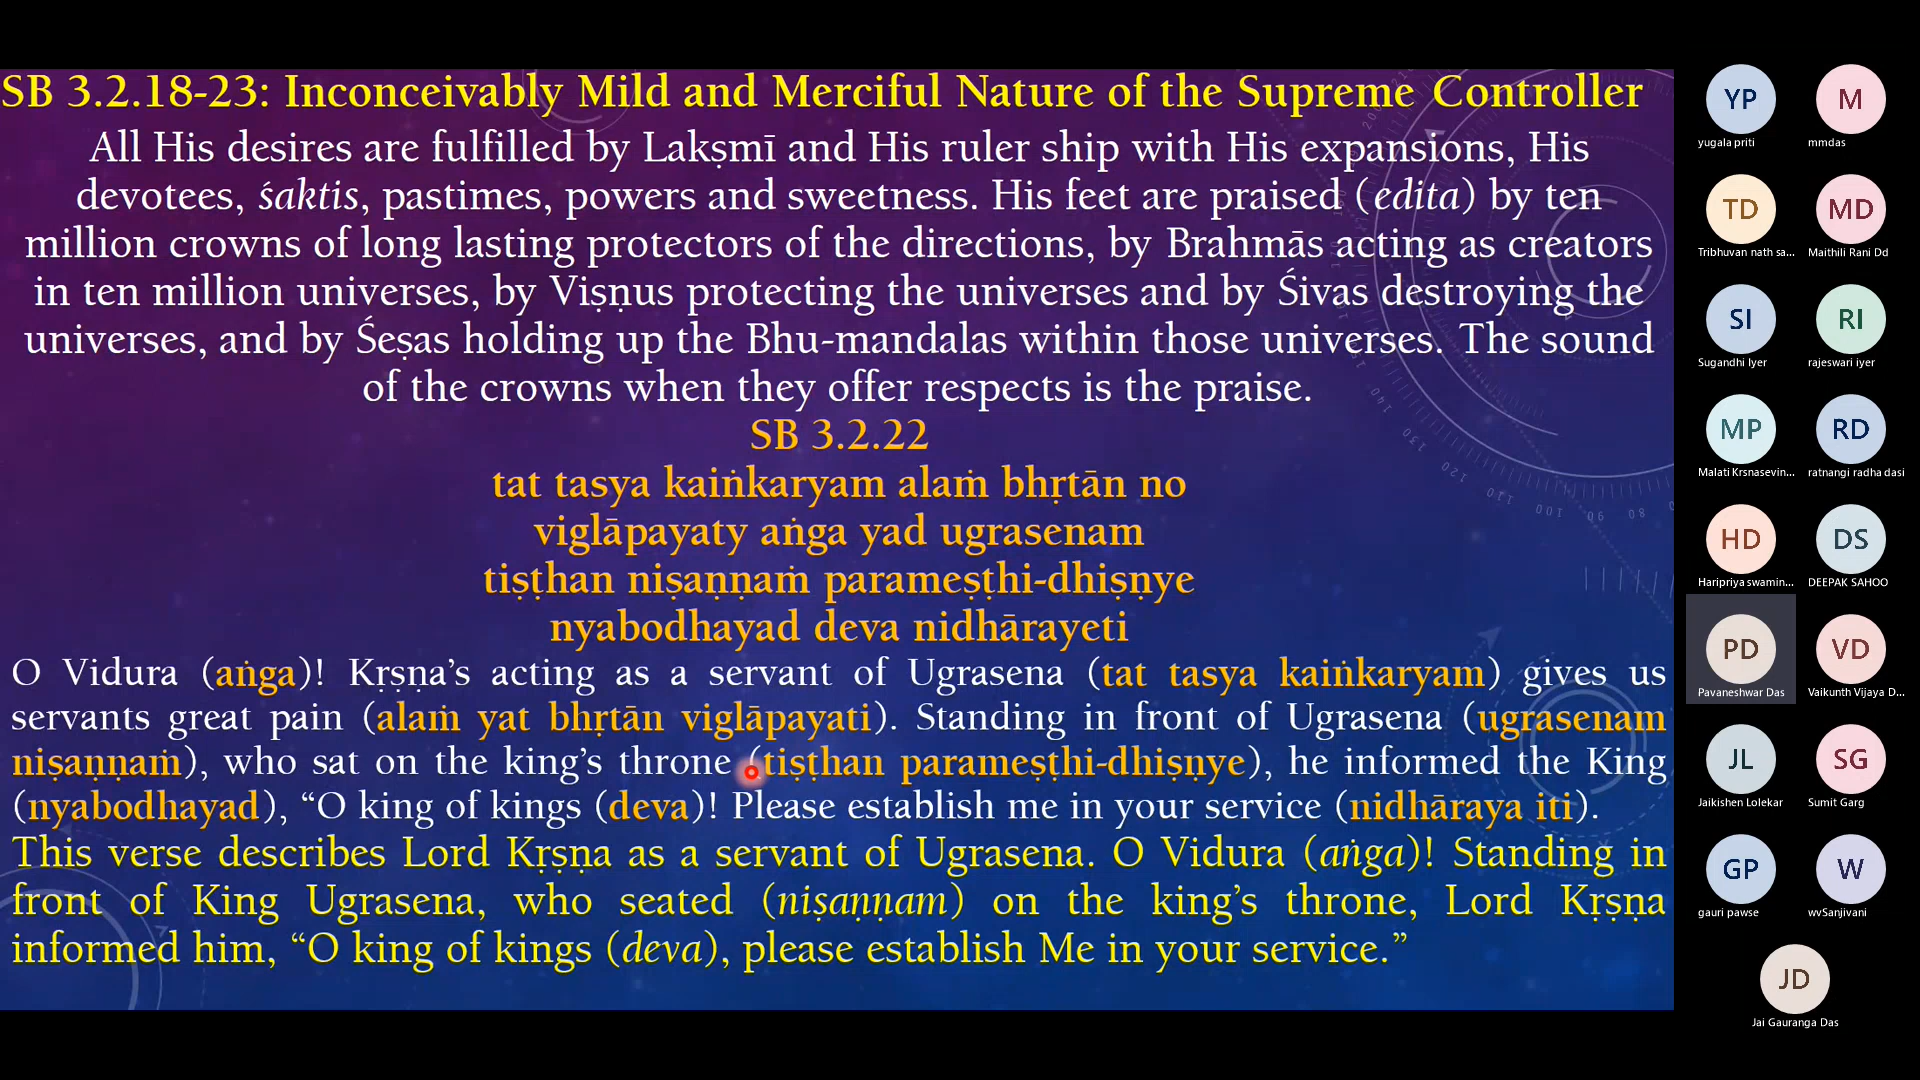 SB 3.2.18-23: Inconceivably Mild and Merciful Nature of the Supreme Controller
All His desires are fulfilled by Lakṣmī and His ruler ship with His expansions, His
devotees, śaktis, pastimes, powers and sweetness. His feet are praised (edita) by ten
million crowns of long lasting protectors of the directions, by Brahmās acting as creators
in ten million universes, by Viṣṇus protecting the universes and by Śivas destroying the
universes, and by Śeṣas holding up the Bhu-mandalas within those universes. The sound
of the crowns when they offer respects is the praise.
SB 3.2.22
tat tasya kaiṅkaryam alaṁ bhṛtān no
viglāpayaty aṅga yad ugrasenam
tiṣṭhan niṣaṇṇaṁ parameṣṭhi-dhiṣṇye
nyabodhayad deva nidhārayeti
O Vidura (aṅga)! Kṛṣṇa’s acting as a servant of Ugrasena (tat tasya kaiṅkaryam) gives us
servants great pain (alaṁ yat bhṛtān viglāpayati). Standing in front of Ugrasena (ugrasenam
niṣaṇṇaṁ), who sat on the king’s throne (tiṣṭhan parameṣṭhi-dhiṣṇye), he informed the King
(nyabodhayad), “O king of kings (deva)! Please establish me in your service (nidhāraya iti).
This verse describes Lord Kṛṣṇa as a servant of Ugrasena. O Vidura (aṅga)! Standing in
front of King Ugrasena, who seated (niṣaṇṇam) on the king’s throne, Lord Kṛṣṇa
informed him, “O king of kings (deva), please establish Me in your service.”
YP M
yugala priti mmdas
TD MD
Tribhuvan nath sa... Maithili Rani Dd
SI RI
Sugandhi Iyer rajeswari iyer
MP RD
Malati Krsnasevin... ratnangi radha dasi
HD DS
Haripriya swamin... DEEPAK SAHOO
PD VD
Pavaneshwar Das Vaikunth Vijaya D...
JL SG
Jaikishen Lolekar Sumit Garg
GP W
gauri pawse wvSanjivani
JD
Jai Gauranga Das